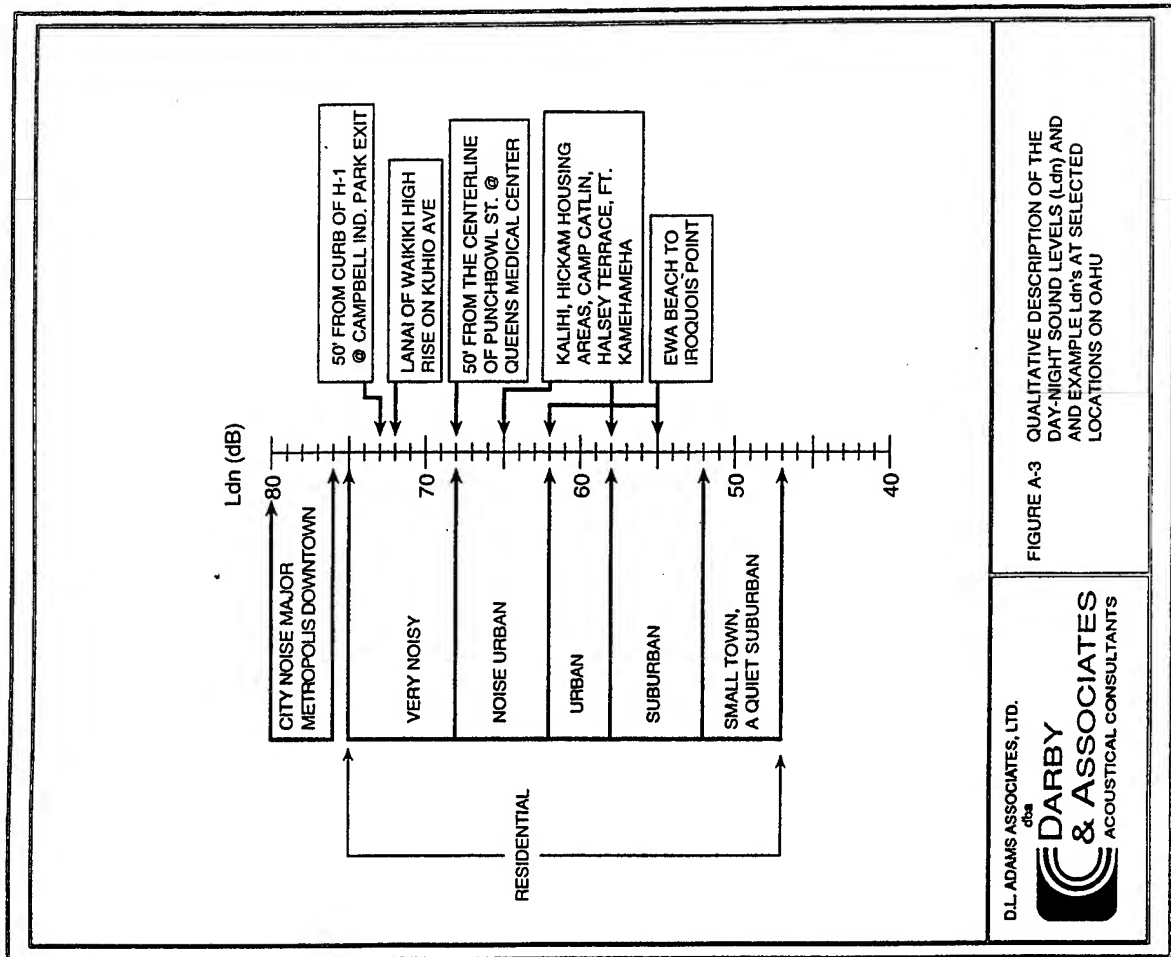 Ldn (dB)
80
70
60
50
40
CITY NOISE MAJOR
METROPOLIS DOWNTOWN
VERY NOISY
NOISE URBAN
URBAN
SUBURBAN
SMALL TOWN,
A QUIET SUBURBAN
RESIDENTIAL
50' FROM CURB OF H-1
@ CAMPBELL IND. PARK EXIT
LANAI OF WAIKIKI HIGH
RISE ON KUHIO AVE
50' FROM THE CENTERLINE
OF PUNCHBOWL ST. @
QUEENS MEDICAL CENTER
KALIHI, HICKAM HOUSING
AREAS, CAMP CATLIN,
HALSEY TERRACE, FT.
KAMEHAMEHA
EWA BEACH TO
IROQUOIS POINT
D.L. ADAMS ASSOCIATES, LTD.
dba
DARBY
& ASSOCIATES
ACOUSTICAL CONSULTANTS
FIGURE A-3 QUALITATIVE DESCRIPTION OF THE
DAY-NIGHT SOUND LEVELS (Ldn) AND
AND EXAMPLE Ldn's AT SELECTED
LOCATIONS ON OAHU